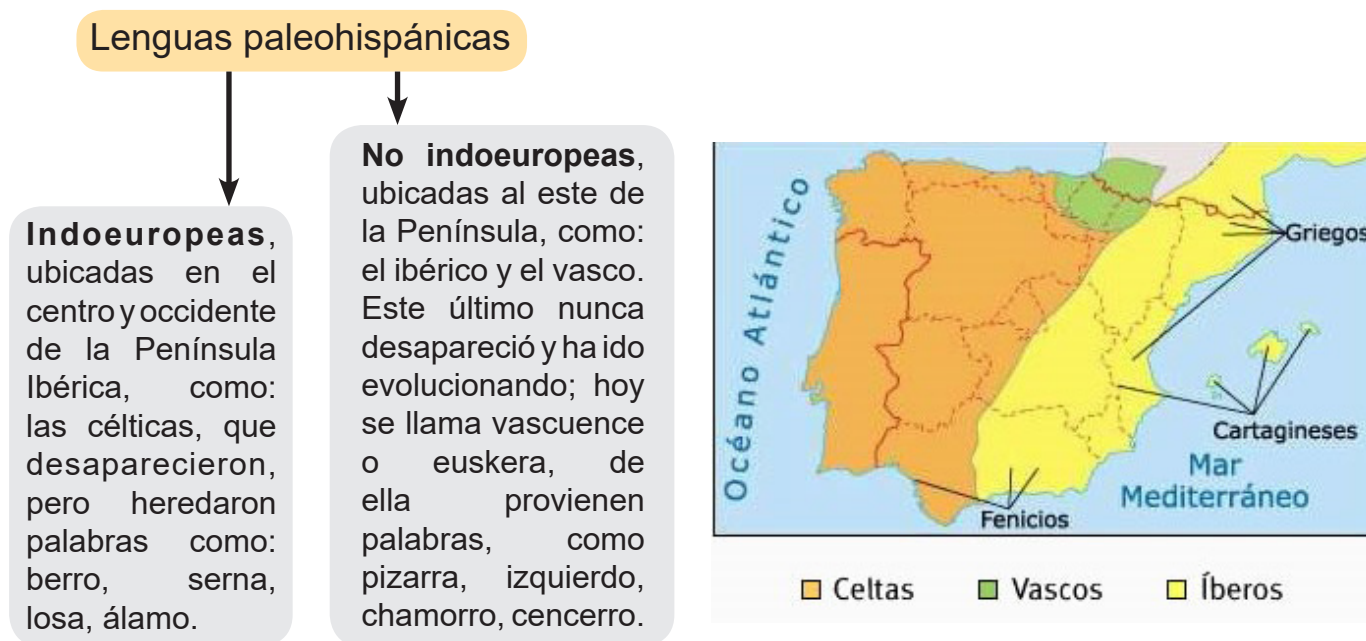 Lenguas paleohispánicas
Indoeuropeas,
ubicadas en el
centro y occidente
de la Península
Ibérica, como:
las célticas, que
desaparecieron,
pero heredaron
palabras como:
berro, serna,
losa, álamo.
No indoeuropeas,
ubicadas al este de
la Península, como:
el ibérico y el vasco.
Este último nunca
desapareció y ha ido
evolucionando; hoy
se llama vascuence
o euskera, de
ella provienen
palabras, como
pizarra, izquierdo,
chamorro, cencerro.
Océano Atlántico
Griegos
Cartagineses
Mar
Mediterráneo
Fenicios
Celtas
Vascos
Íberos